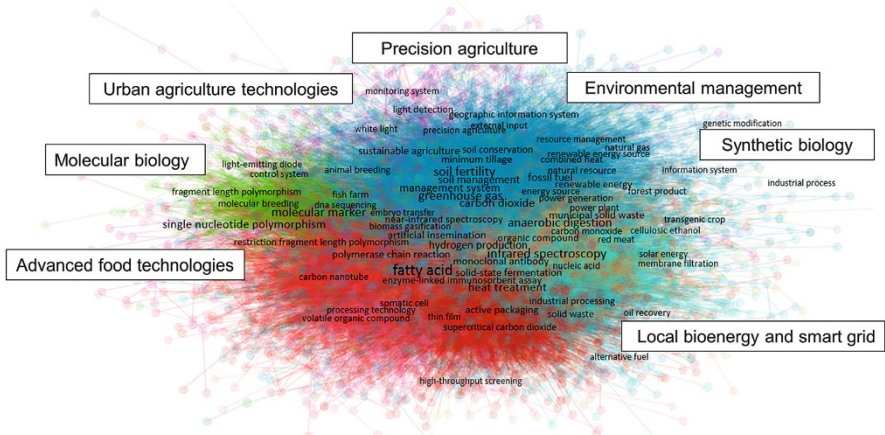 Precision agriculture
Urban agriculture technologies
Environmental management
monitoring system
light detection
geographic information system
external input
genetic modification
white light
precision agriculture
resource management
Synthetic biology
natural gas
sustainable agriculture
soil conservation
renewable energy source
Molecular biology
minimum tillage
combined heat
light-emitting diode
animal breeding
soil fertility
natural resource
information system
control system
soil management
fossil fuel
industrial process
fragment length polymorphism
fish farm
management system
renewable energy
energy source
forest product
molecular breeding
dna sequencing
greenhouse gas
power generation
carbon dioxide
molecular marker
embryo transfer
power plant
near-infrared spectroscopy
municipal solid waste
transgenic crop
single nucleotide polymorphism
biomass gasification
anaerobic digestion
carbon monoxide
cellulosic ethanol
artificial insemination
organic compound
red meat
restriction fragment length polymorphism
hydrogen production
polymerase chain reaction
infrared spectroscopy
solar energy
Advanced food technologies
monoclonal antibody
nucleic acid
membrane filtration
fatty acid
solid-state fermentation
carbon nanotube
enzyme-linked immunosorbent assay
heat treatment
somatic cell
industrial processing
processing technology
active packaging
solid waste
oil recovery
volatile organic compound
thin film
supercritical carbon dioxide
Local bioenergy and smart grid
alternative fuel
high-throughput screening